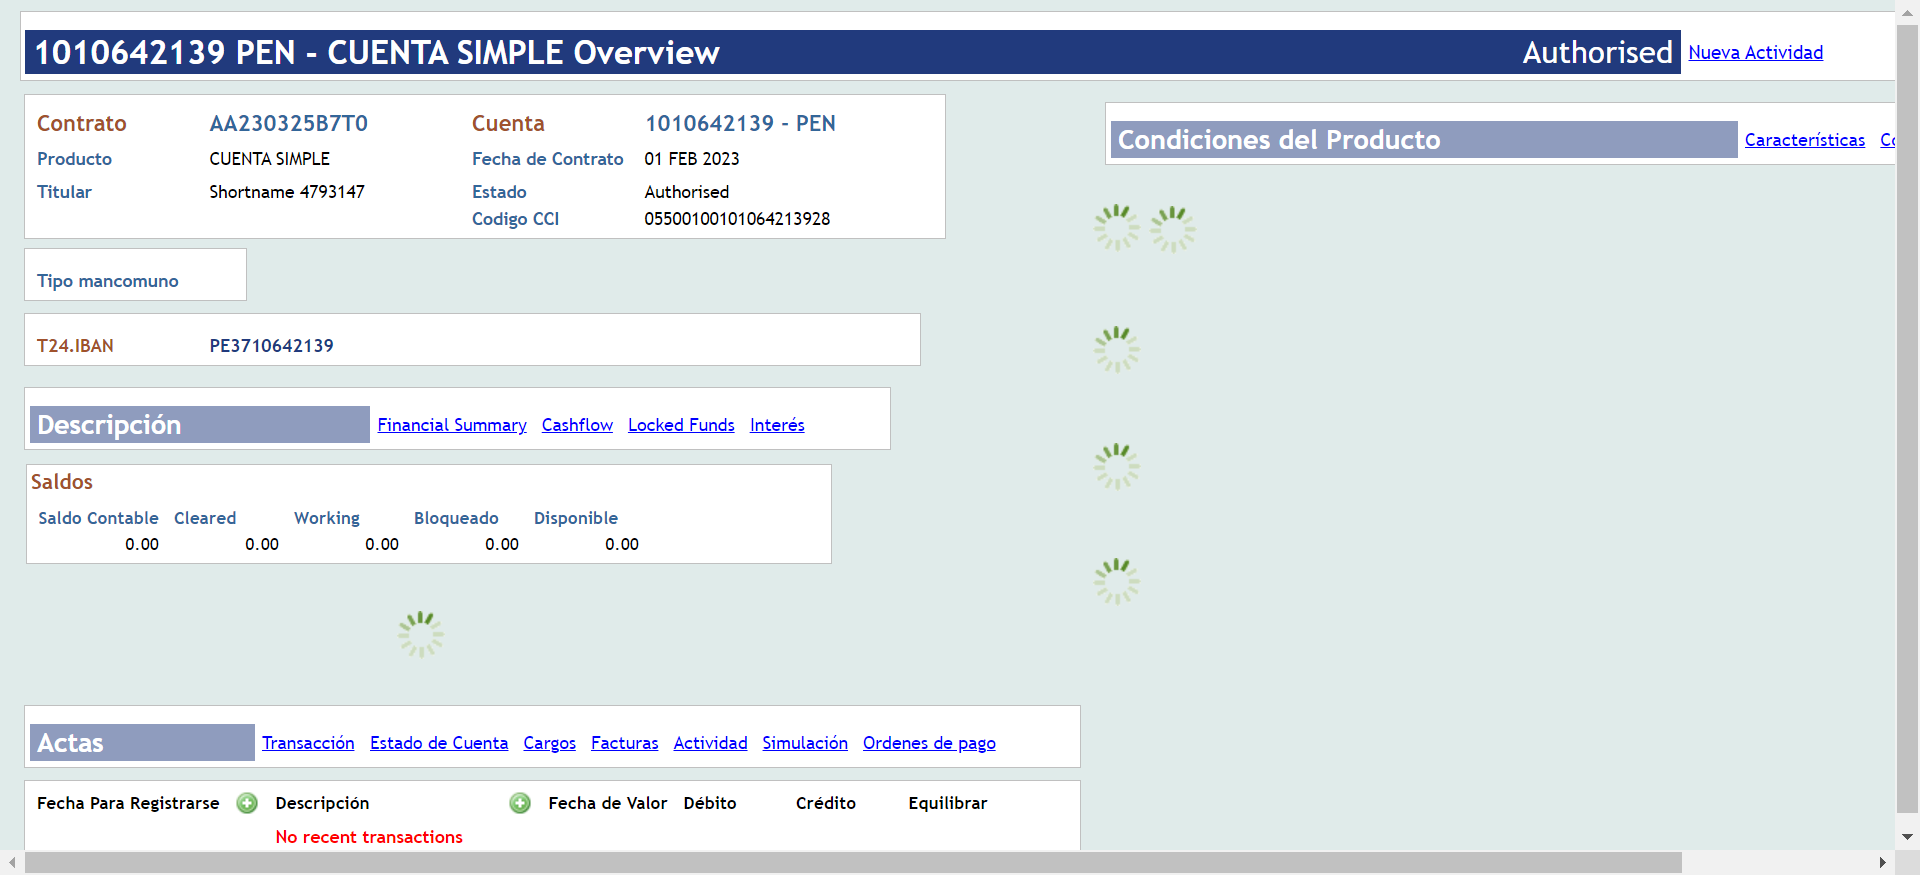 1010642139 PEN - CUENTA SIMPLE Overview Authorised Nueva Actividad
Contrato AA230325B7T0 Cuenta 1010642139 - PEN
Producto CUENTA SIMPLE Fecha de Contrato 01 FEB 2023
Titular Shortname 4793147 Estado Authorised
Codigo CCI 05500100101064213928
Condiciones del Producto Características
Tipo mancomuno
T24.IBAN PE3710642139
Descripción Financial Summary Cashflow Locked Funds Interés
Saldos
Saldo Contable Cleared Working Bloqueado Disponible
0.00 0.00 0.00 0.00 0.00
Actas Transacción Estado de Cuenta Cargos Facturas Actividad Simulación Ordenes de pago
Fecha Para Registrarse Descripción Fecha de Valor Débito Crédito Equilibrar
No recent transactions